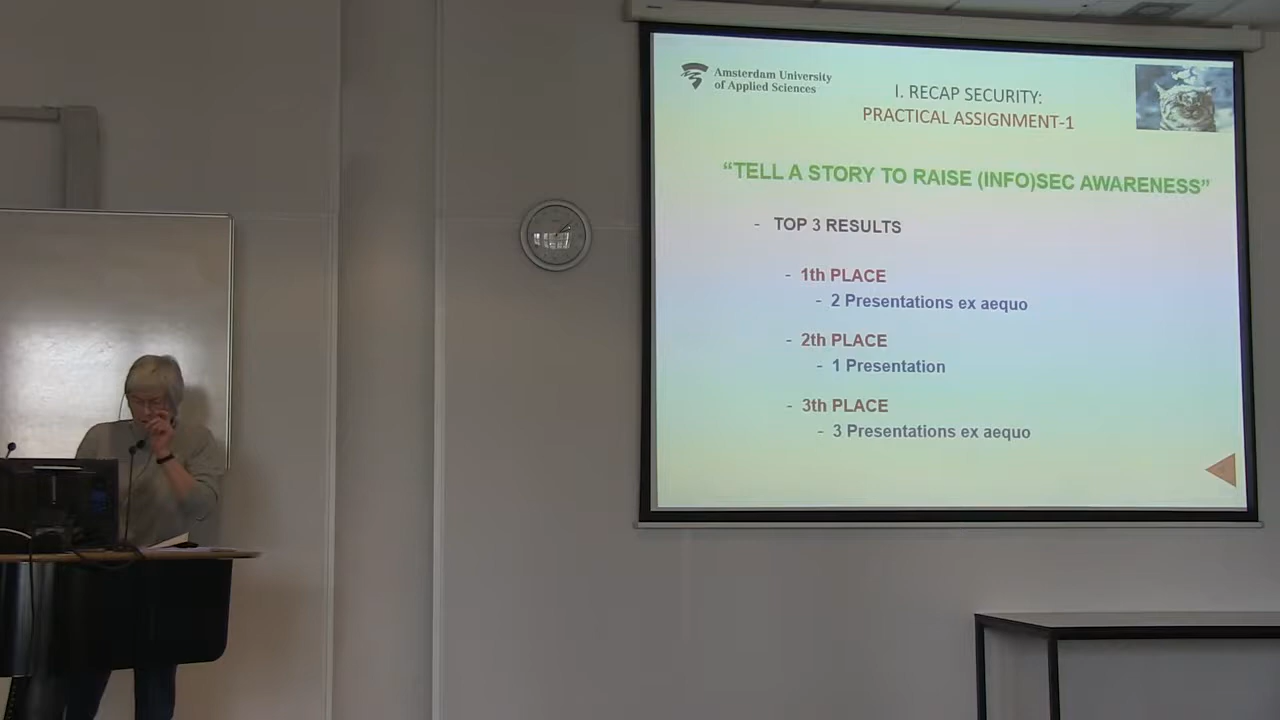 Amsterdam University
of Applied Sciences
I. RECAP SECURITY:
PRACTICAL ASSIGNMENT-1
“TELL A STORY TO RAISE (INFO)SEC AWARENESS”
- TOP 3 RESULTS
- 1th PLACE
- 2 Presentations ex aequo
- 2th PLACE
- 1 Presentation
- 3th PLACE
- 3 Presentations ex aequo